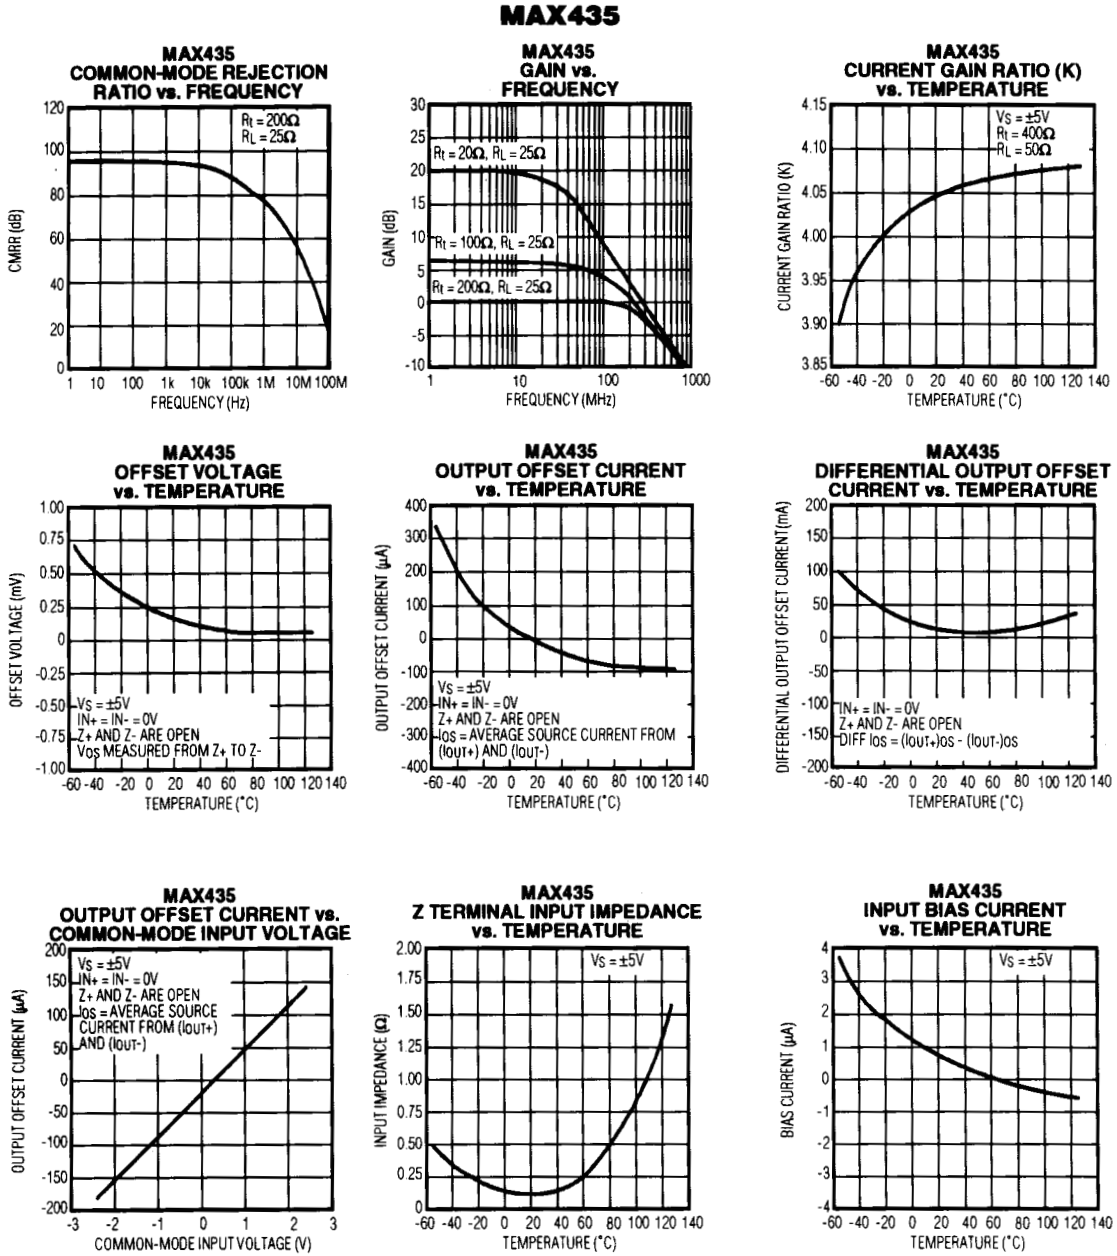 MAX435
MAX435
COMMON-MODE REJECTION
RATIO vs. FREQUENCY
120
100
80
60
40
20
0
CMRR (dB)
Rt = 200Ω
RL = 25Ω
1 10 100 1k 10k 100k 1M 10M 100M
FREQUENCY (Hz)
MAX435
GAIN vs.
FREQUENCY
30
25
20
15
10
5
0
-5
-10
GAIN (dB)
Rt = 20Ω, RL = 25Ω
Rt = 100Ω, RL = 25Ω
Rt = 200Ω, RL = 25Ω
1 10 100 1000
FREQUENCY (MHz)
MAX435
CURRENT GAIN RATIO (K)
vs. TEMPERATURE
4.15
4.10
4.05
4.00
3.95
3.90
3.85
CURRENT GAIN RATIO (K)
VS = ±5V
Rt = 400Ω
RL = 50Ω
-60 -40 -20 0 20 40 60 80 100 120 140
TEMPERATURE (°C)
MAX435
OFFSET VOLTAGE
vs. TEMPERATURE
1.00
0.75
0.50
0.25
0
-0.25
-0.50
-0.75
-1.00
OFFSET VOLTAGE (mV)
VS = ±5V
IN+ = IN- = 0V
Z+ AND Z- ARE OPEN
VOS MEASURED FROM Z+ TO Z-
-60 -40 -20 0 20 40 60 80 100 120 140
TEMPERATURE (°C)
MAX435
OUTPUT OFFSET CURRENT
vs. TEMPERATURE
400
300
200
100
0
-100
-200
-300
-400
OUTPUT OFFSET CURRENT (µA)
VS = ±5V
IN+ = IN- = 0V
Z+ AND Z- ARE OPEN
IOS = AVERAGE SOURCE CURRENT FROM
(IOUT+) AND (IOUT-)
-60 -40 -20 0 20 40 60 80 100 120 140
TEMPERATURE (°C)
MAX435
DIFFERENTIAL OUTPUT OFFSET
CURRENT vs. TEMPERATURE
200
150
100
50
0
-50
-100
-150
-200
DIFFERENTIAL OUTPUT OFFSET CURRENT (mA)
IN+ = IN- = 0V
Z+ AND Z- ARE OPEN
DIFF IOS = (IOUT+)OS - (IOUT-)OS
-60 -40 -20 0 20 40 60 80 100 120 140
TEMPERATURE (°C)
MAX435
OUTPUT OFFSET CURRENT vs.
COMMON-MODE INPUT VOLTAGE
200
150
100
50
0
-50
-100
-150
-200
OUTPUT OFFSET CURRENT (µA)
VS = ±5V
IN+ = IN- = 0V
Z+ AND Z- ARE OPEN
IOS = AVERAGE SOURCE
CURRENT FROM (IOUT+)
AND (IOUT-)
-3 -2 -1 0 1 2 3
COMMON-MODE INPUT VOLTAGE (V)
MAX435
Z TERMINAL INPUT IMPEDANCE
vs. TEMPERATURE
2.00
1.75
1.50
1.25
1.00
0.75
0.50
0.25
0
INPUT IMPEDANCE (Ω)
VS = ±5V
-60 -40 -20 0 20 40 60 80 100 120 140
TEMPERATURE (°C)
MAX435
INPUT BIAS CURRENT
vs. TEMPERATURE
4
3
2
1
0
-1
-2
-3
-4
BIAS CURRENT (µA)
VS = ±5V
-60 -40 -20 0 20 40 60 80 100 120 140
TEMPERATURE (°C)